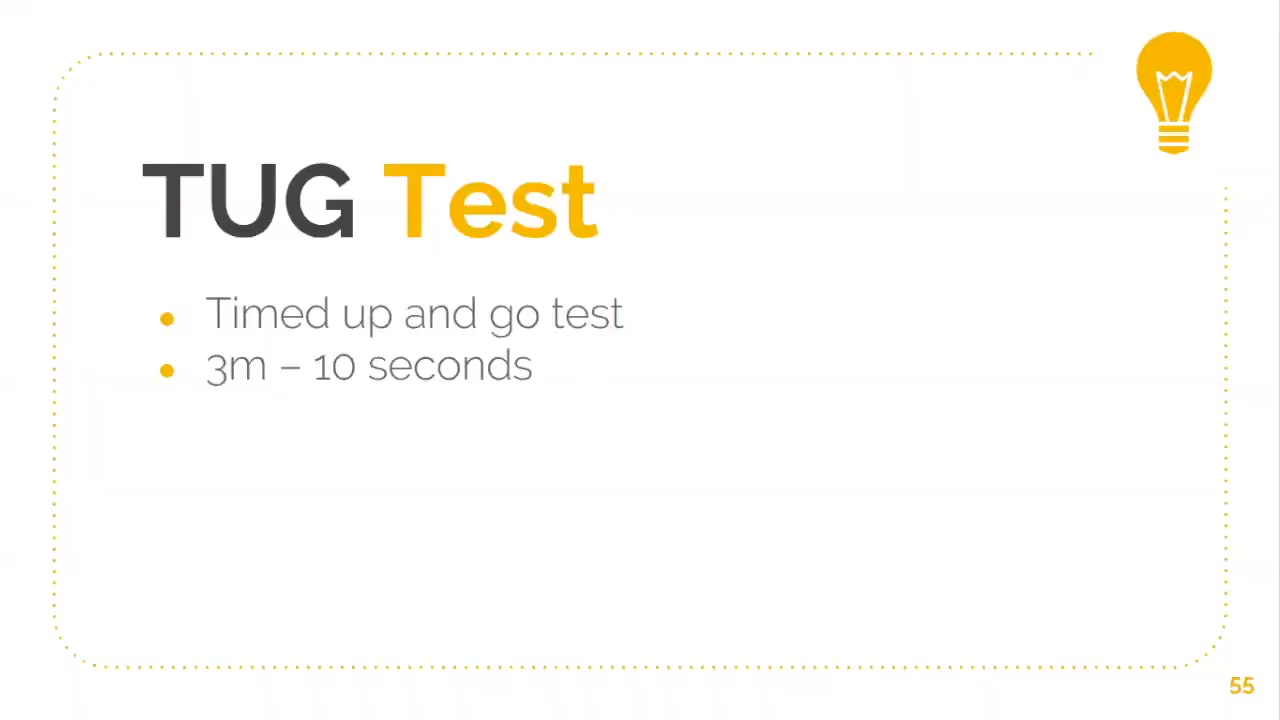 TUG Test
• Timed up and go test
• 3m – 10 seconds
55